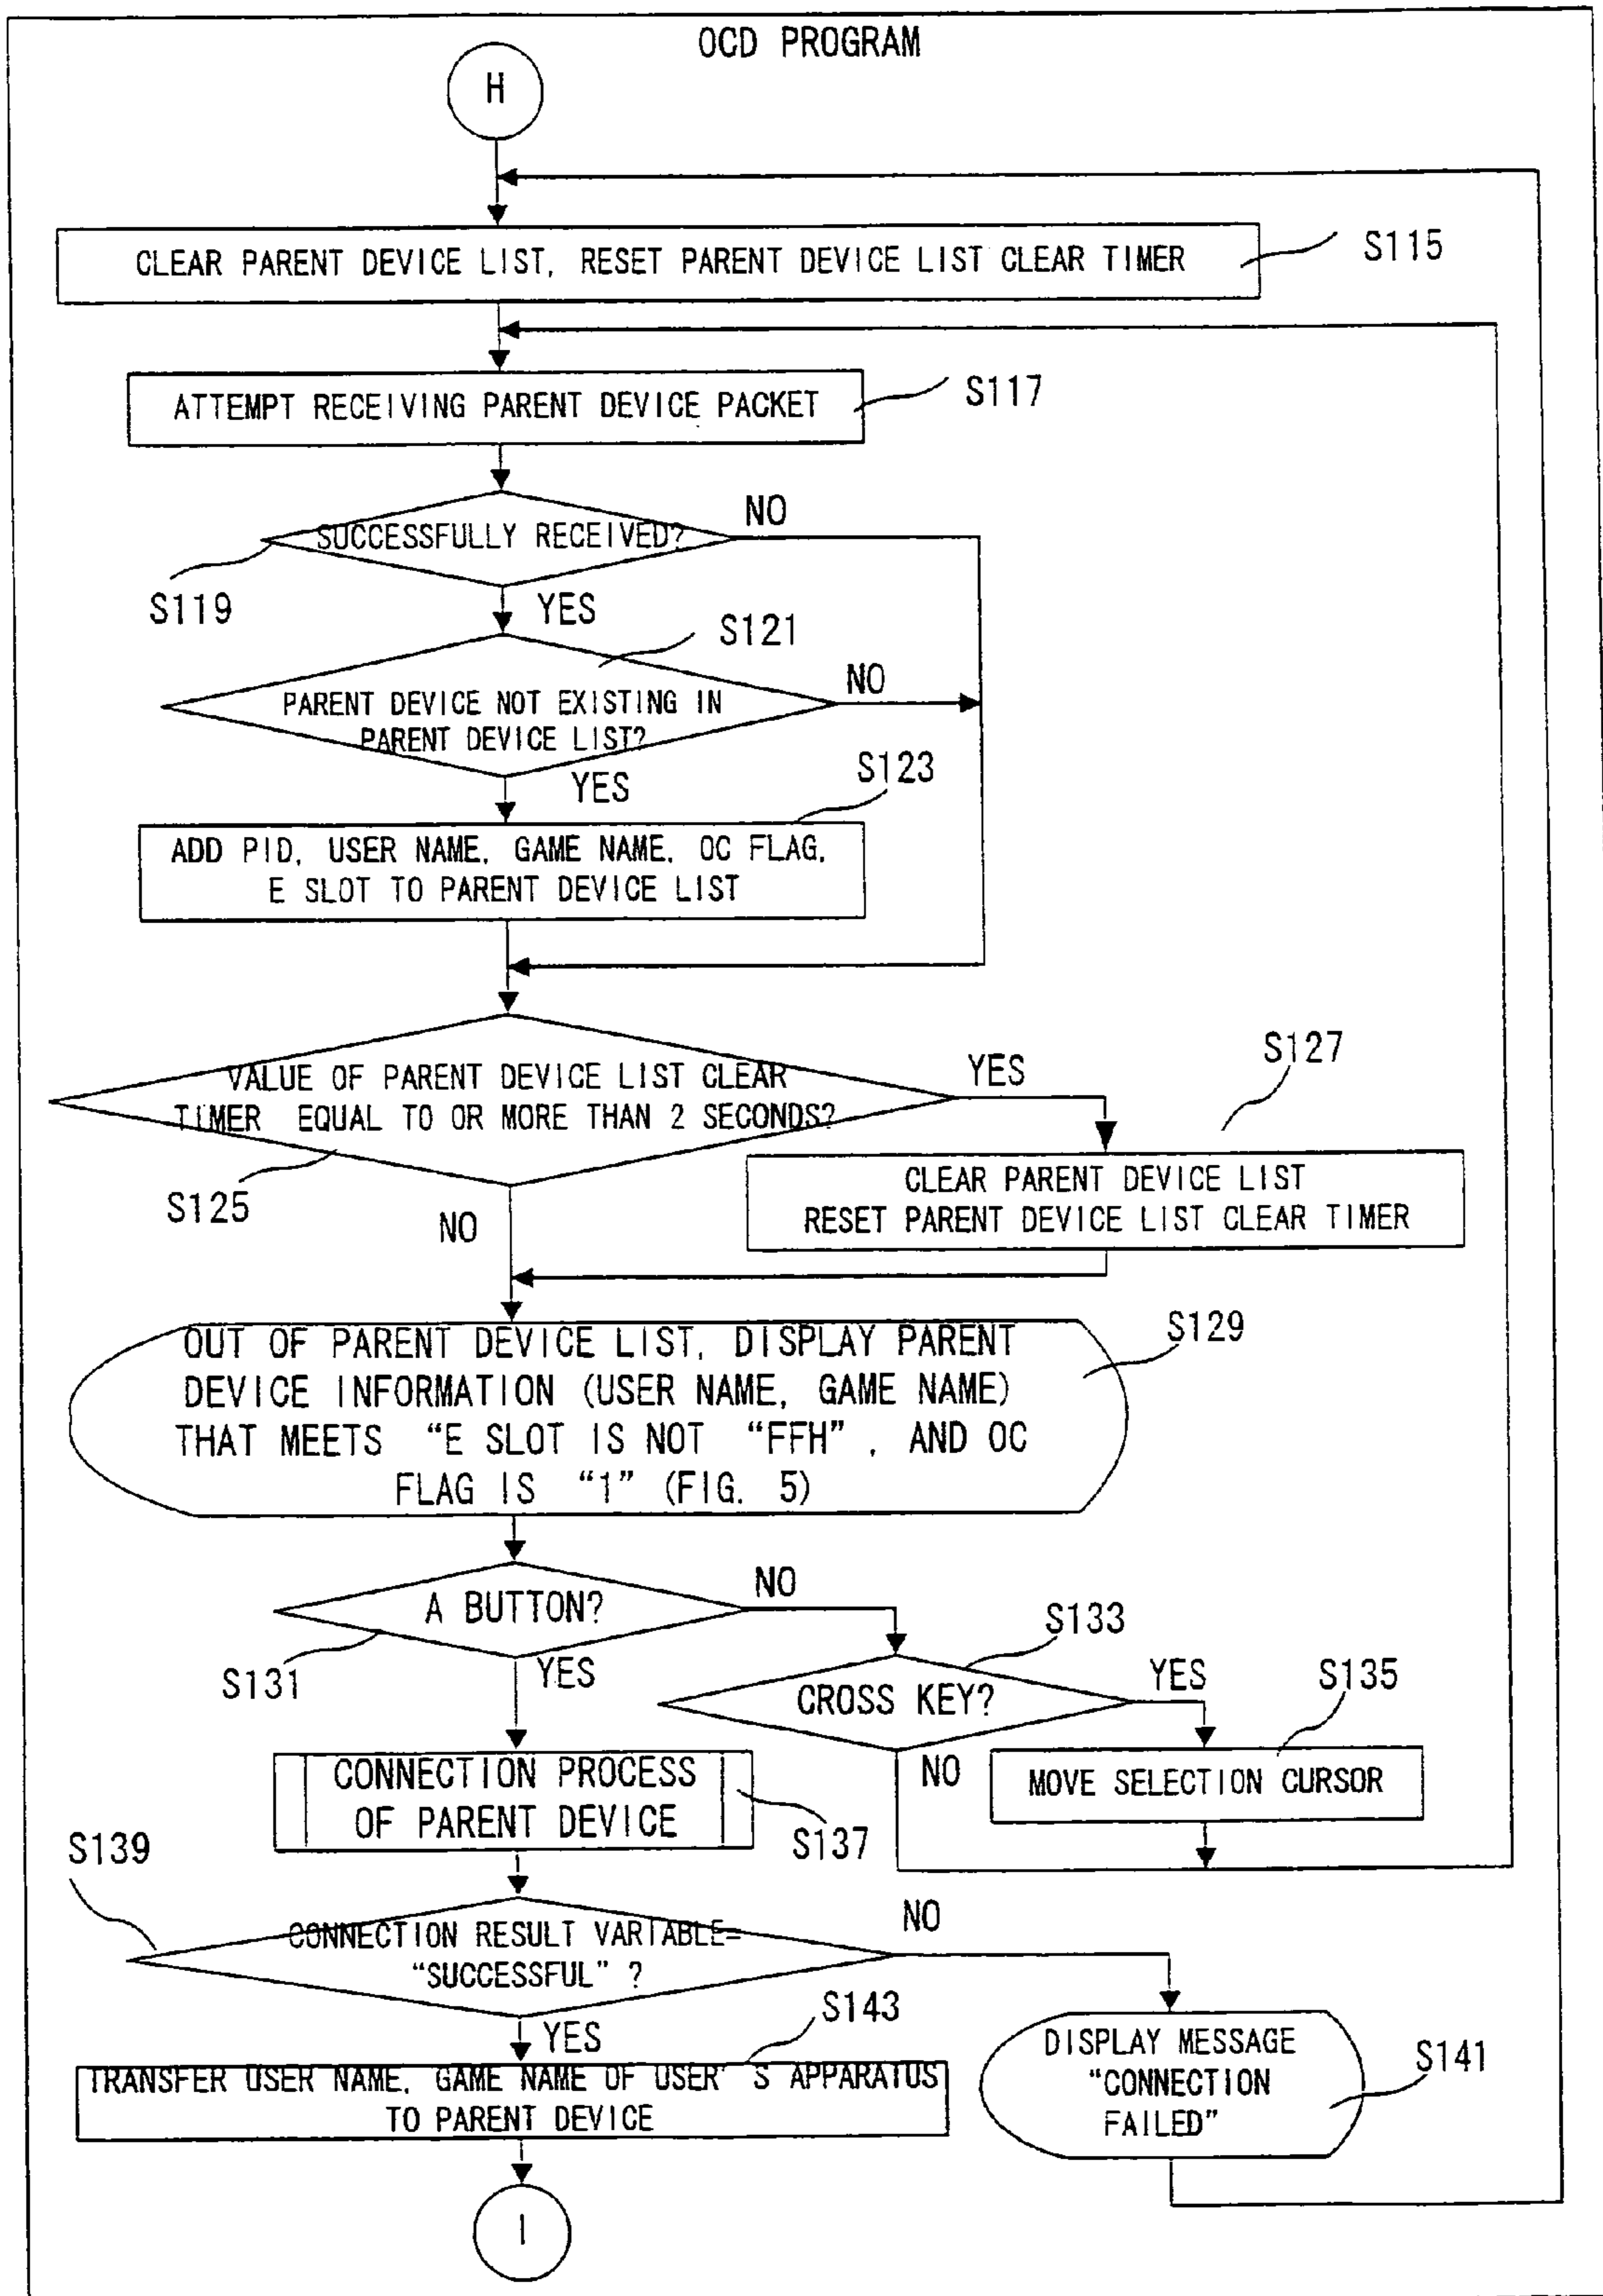 OCD PROGRAM
H
CLEAR PARENT DEVICE LIST, RESET PARENT DEVICE LIST CLEAR TIMER
S115
ATTEMPT RECEIVING PARENT DEVICE PACKET
S117
SUCCESSFULLY RECEIVED?
NO
S119
YES
S121
PARENT DEVICE NOT EXISTING IN
PARENT DEVICE LIST?
NO
YES
S123
ADD PID, USER NAME, GAME NAME, OC FLAG,
E SLOT TO PARENT DEVICE LIST
VALUE OF PARENT DEVICE LIST CLEAR
TIMER EQUAL TO OR MORE THAN 2 SECONDS?
YES
S127
S125
NO
CLEAR PARENT DEVICE LIST
RESET PARENT DEVICE LIST CLEAR TIMER
OUT OF PARENT DEVICE LIST, DISPLAY PARENT
DEVICE INFORMATION (USER NAME, GAME NAME)
THAT MEETS “E SLOT IS NOT “FFH”, AND OC
FLAG IS “1” (FIG. 5)
S129
A BUTTON?
NO
S131
YES
S133
CROSS KEY?
YES
S135
NO
MOVE SELECTION CURSOR
CONNECTION PROCESS
OF PARENT DEVICE
S137
S139
CONNECTION RESULT VARIABLE=
“SUCCESSFUL” ?
NO
YES
S143
TRANSFER USER NAME, GAME NAME OF USER' S APPARATUS
TO PARENT DEVICE
DISPLAY MESSAGE
“CONNECTION
FAILED”
S141
I